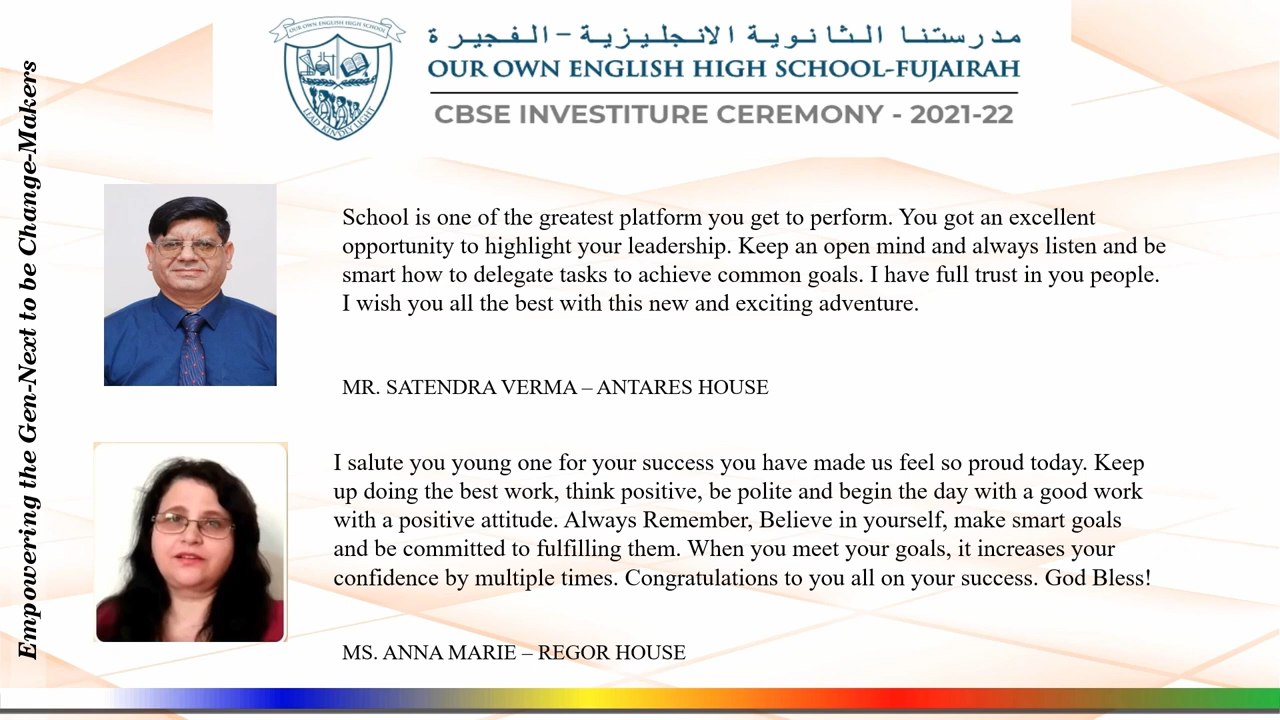 Empowering the Gen-Next to be Change-Makers
OUR OWN ENGLISH HIGH SCHOOL
LEAD KINDLY LIGHT
مدرستنا الثانوية الانجليزية - الفجيرة
OUR OWN ENGLISH HIGH SCHOOL-FUJAIRAH
CBSE INVESTITURE CEREMONY - 2021-22
School is one of the greatest platform you get to perform. You got an excellent
opportunity to highlight your leadership. Keep an open mind and always listen and be
smart how to delegate tasks to achieve common goals. I have full trust in you people.
I wish you all the best with this new and exciting adventure.
MR. SATENDRA VERMA – ANTARES HOUSE
I salute you young one for your success you have made us feel so proud today. Keep
up doing the best work, think positive, be polite and begin the day with a good work
with a positive attitude. Always Remember, Believe in yourself, make smart goals
and be committed to fulfilling them. When you meet your goals, it increases your
confidence by multiple times. Congratulations to you all on your success. God Bless!
MS. ANNA MARIE – REGOR HOUSE